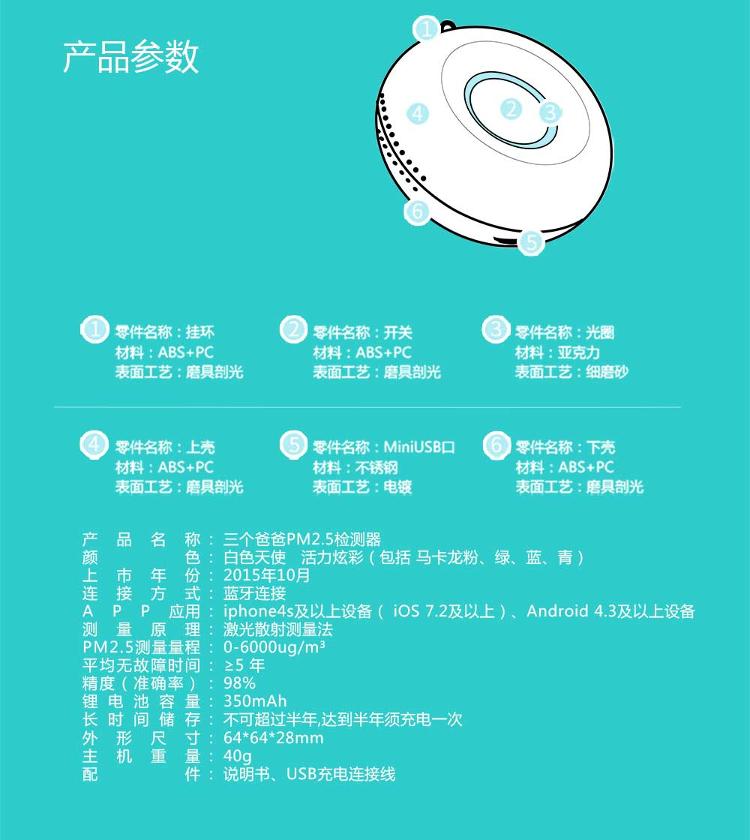 产品参数
1
2
3
4
6
5
1 零件名称：挂环
材料：ABS+PC
表面工艺：磨具剖光
2 零件名称：开关
材料：ABS+PC
表面工艺：磨具剖光
3 零件名称：光圈
材料：亚克力
表面工艺：细磨砂
4 零件名称：上壳
材料：ABS+PC
表面工艺：磨具剖光
5 零件名称：MiniUSB口
材料：不锈钢
表面工艺：电镀
6 零件名称：下壳
材料：ABS+PC
表面工艺：磨具剖光
产品名称：三个爸爸PM2.5检测器
颜色：白色天使 活力炫彩（包括 马卡龙粉、绿、蓝、青）
上市年份：2015年10月
连接方式：蓝牙连接
APP应用：iphone4s及以上设备（ iOS 7.2及以上）、Android 4.3及以上设备
测量原理：激光散射测量法
PM2.5测量量程：0-6000ug/m³
平均无故障时间：≥5 年
精度（准确率）：98%
锂电池容量：350mAh
长时间储存：不可超过半年,达到半年须充电一次
外形尺寸：64*64*28mm
主机重量：40g
配件：说明书、USB充电连接线